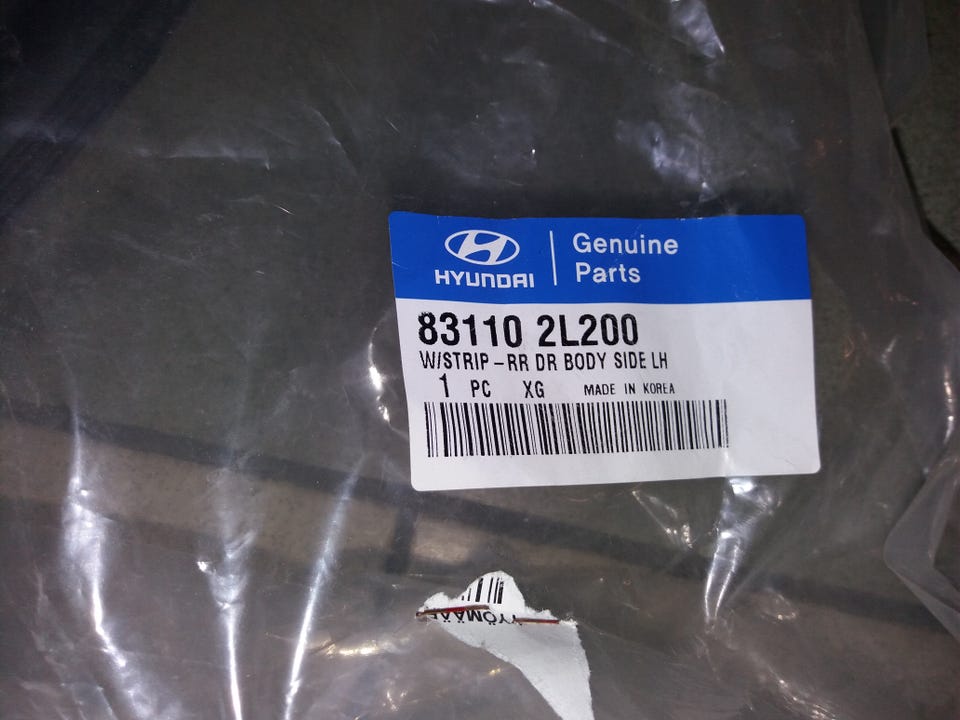 HYUNDAI
Genuine
Parts
83110 2L200
W/STRIP-RR DR BODY SIDE LH
1 PC XG MADE IN KOREA